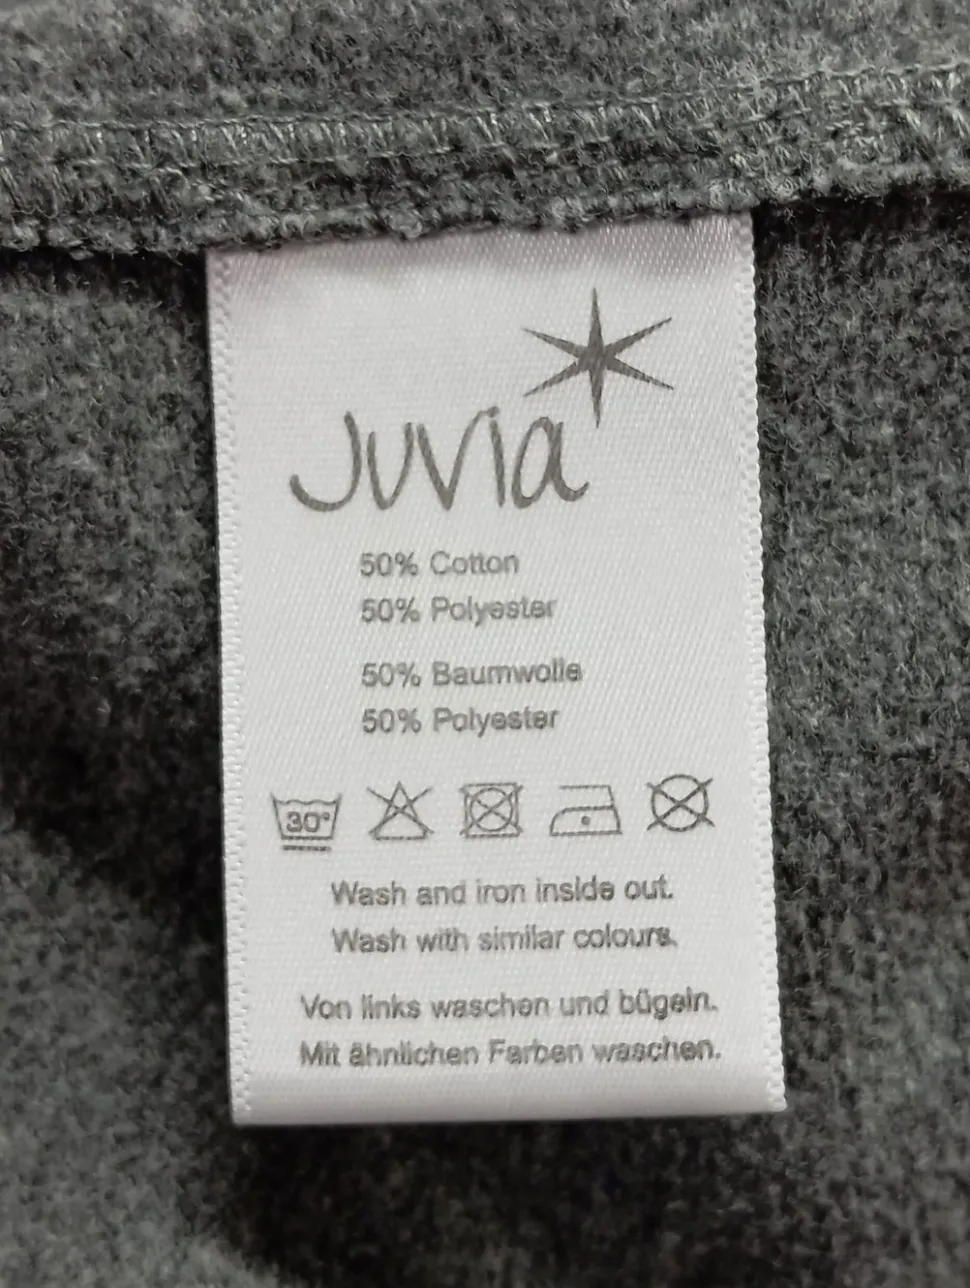 Juvia
50% Cotton
50% Polyester
50% Baumwolle
50% Polyester
30°
Wash and iron inside out.
Wash with similar colours.
Von links waschen und bügeln.
Mit ähnlichen Farben waschen.